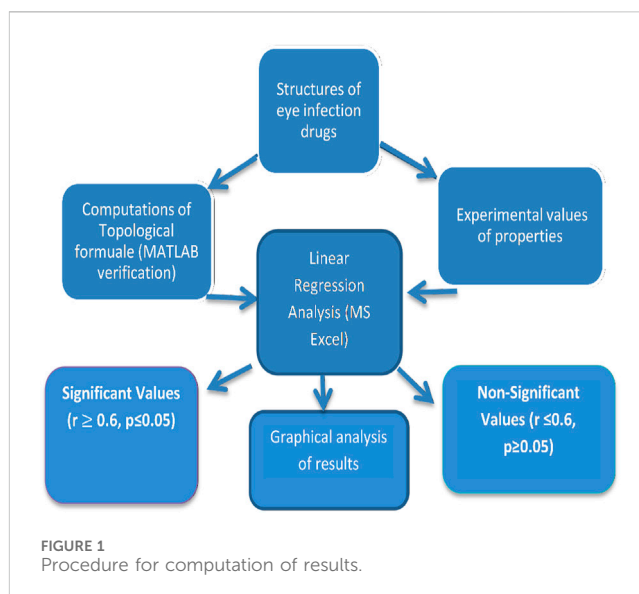 Structures of
eye infection
drugs
Computations of
Topological
formuale (MATLAB
verification)
Experimental values
of properties
Linear
Regression
Analysis (MS
Excel)
Significant Values
(r ≥ 0.6, p≤0.05)
Graphical analysis
of results
Non-Significant
Values (r ≤0.6,
p≥0.05)
FIGURE 1
Procedure for computation of results.